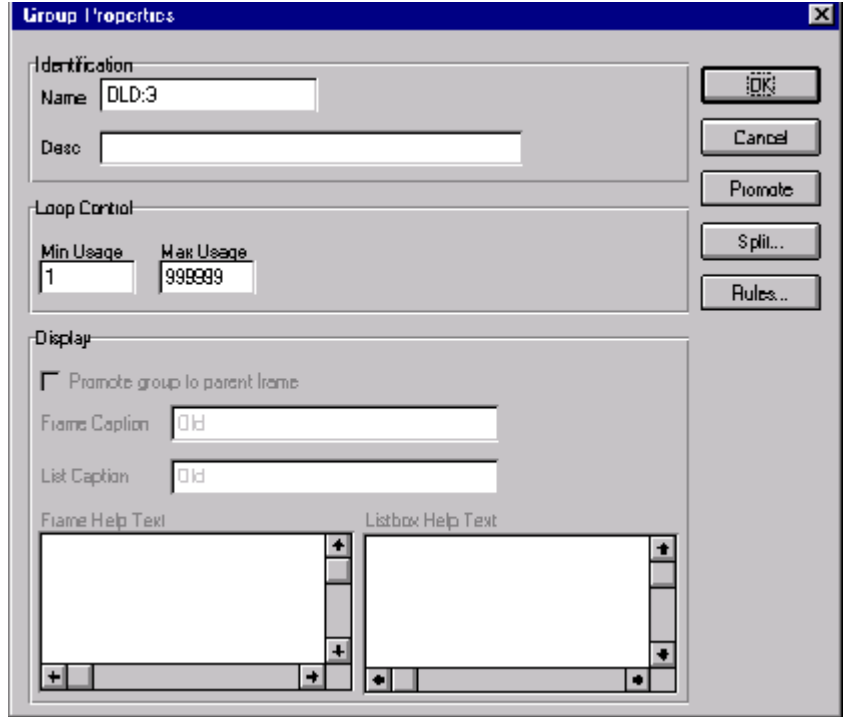 Group Properties
Identification
Name OLD:3
Desc
Loop Control
Min Usage Max Usage
1 999999
Display
Promote group to parent frame
Frame Caption Old
List Caption Old
Frame Help Text Listbox Help Text
OK
Cancel
Promote
Split...
Rules...